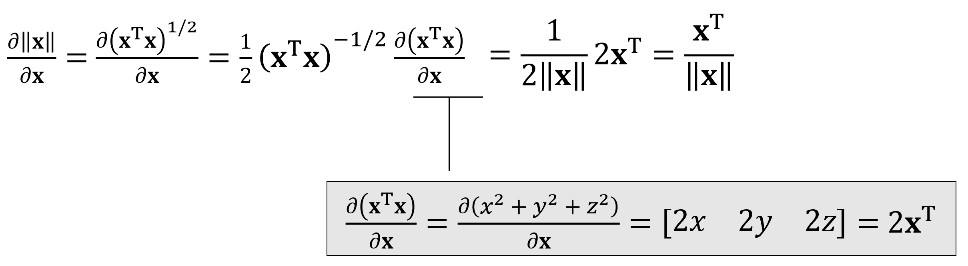 ∂‖𝐱‖/∂𝐱 = ∂(𝐱ᵀ𝐱)^{1/2}/∂𝐱 = 1/2 (𝐱ᵀ𝐱)^{−1/2} ∂(𝐱ᵀ𝐱)/∂𝐱 = 1/(2‖𝐱‖) 2𝐱ᵀ = 𝐱ᵀ/‖𝐱‖
∂(𝐱ᵀ𝐱)/∂𝐱 = ∂(𝑥² + 𝑦² + 𝑧²)/∂𝐱 = [2𝑥 2𝑦 2𝑧] = 2𝐱ᵀ